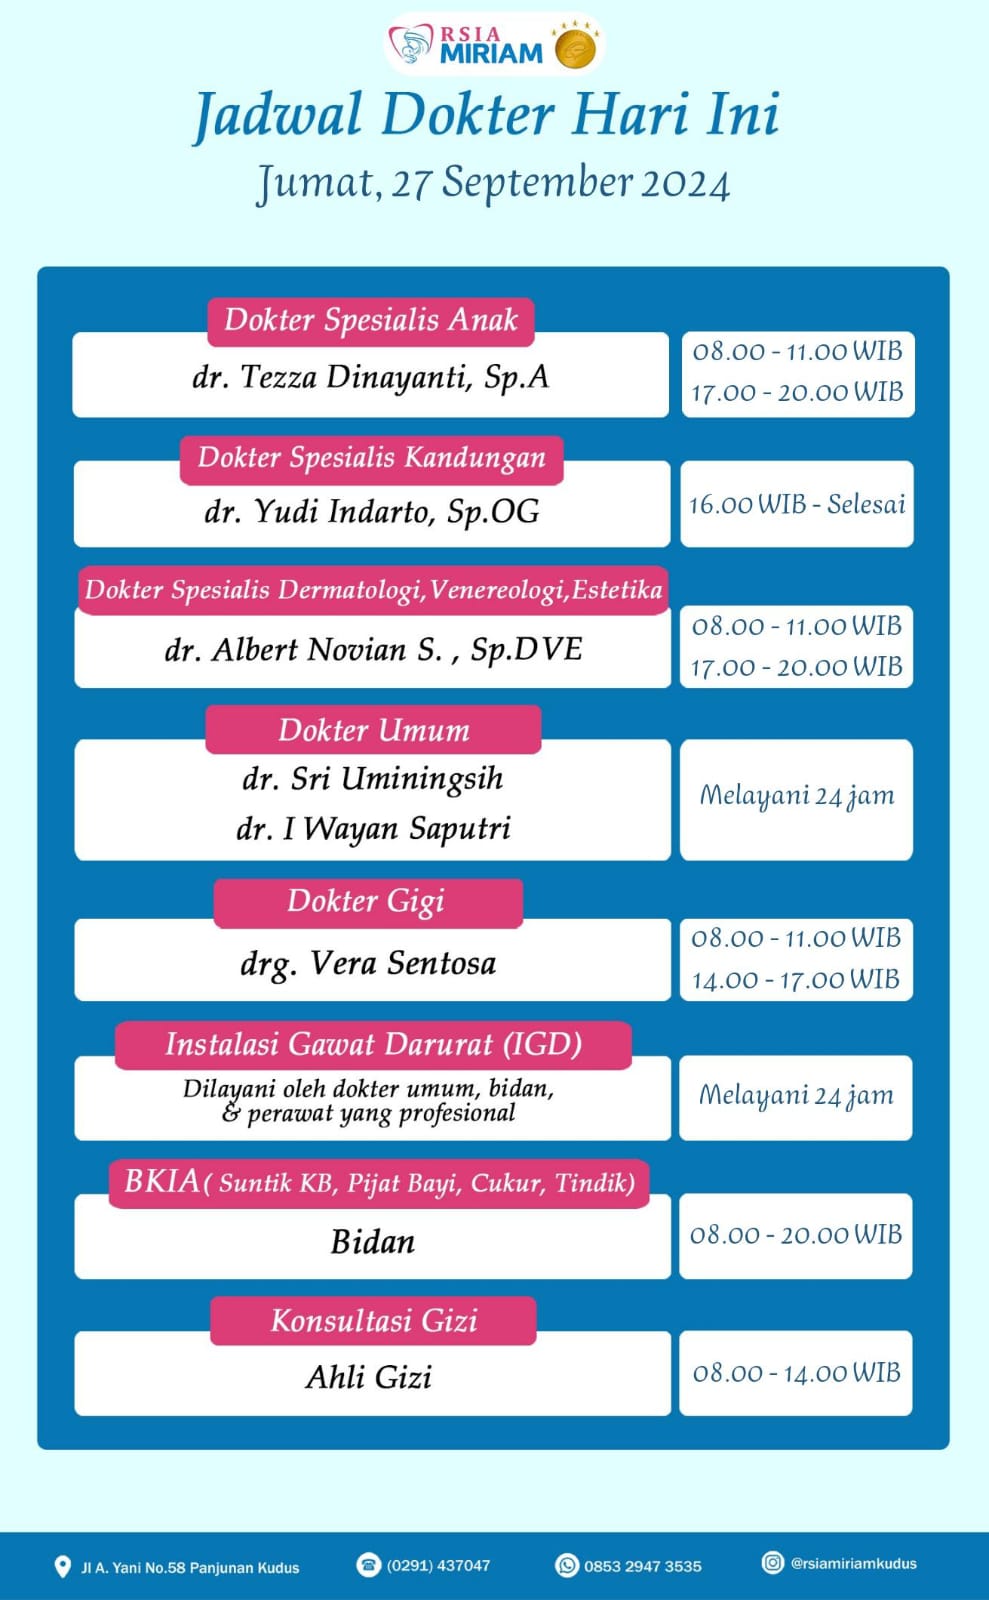 RSIA
MIRIAM
Jadwal Dokter Hari Ini
Jumat, 27 September 2024
Dokter Spesialis Anak
dr. Tezza Dinayanti, Sp.A
08.00 - 11.00 WIB
17.00 - 20.00 WIB
Dokter Spesialis Kandungan
dr. Yudi Indarto, Sp.OG
16.00 WIB - Selesai
Dokter Spesialis Dermatologi,Venereologi,Estetika
dr. Albert Novian S. , Sp.DVE
08.00 - 11.00 WIB
17.00 - 20.00 WIB
Dokter Umum
dr. Sri Uminingsih
dr. I Wayan Saputri
Melayani 24 jam
Dokter Gigi
drg. Vera Sentosa
08.00 - 11.00 WIB
14.00 - 17.00 WIB
Instalasi Gawat Darurat (IGD)
Dilayani oleh dokter umum, bidan,
& perawat yang profesional
Melayani 24 jam
BKIA( Suntik KB, Pijat Bayi, Cukur, Tindik)
Bidan
08.00 - 20.00 WIB
Konsultasi Gizi
Ahli Gizi
08.00 - 14.00 WIB
Jl A. Yani No.58 Panjunan Kudus
(0291) 437047
0853 2947 3535
@rsiamiriamkudus